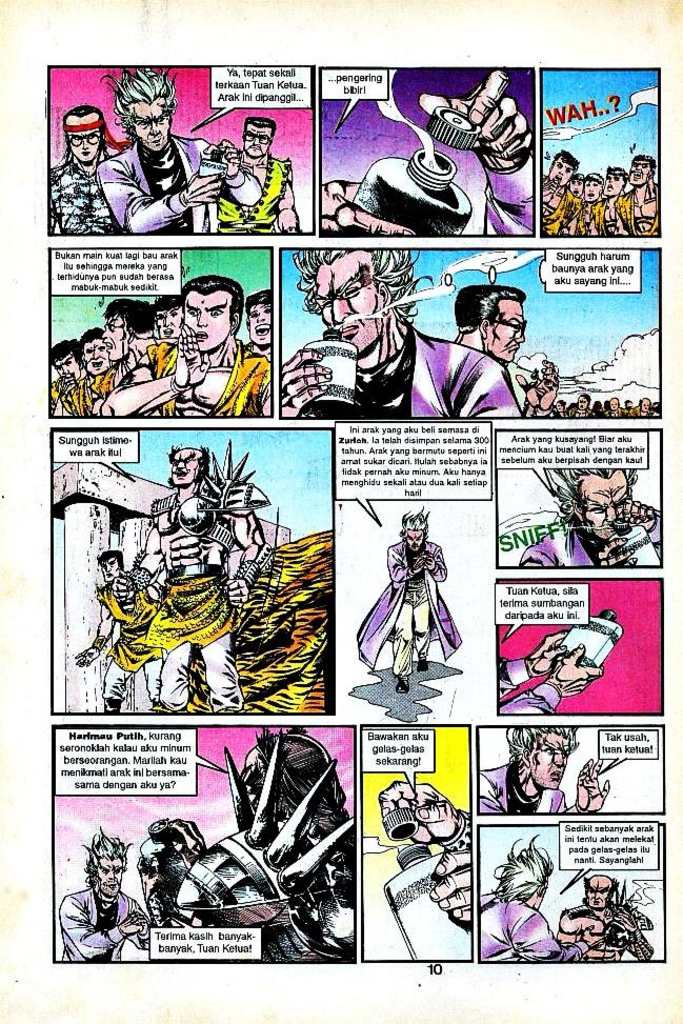 Ya, tepat sekali
terkaan Tuan Ketua.
Arak ini dipanggil...
...pengering
bibir!
WAH..?
Bukan main kuat lagi bau arak
itu sehingga mereka yang
terhidunya pun sudah berasa
mabuk-mabuk sedikit.
Sungguh harum
baunya arak yang
aku sayang ini....
Sungguh istime-
wa arak itu!
Ini arak yang aku beli semasa di
Zurich. Ia telah disimpan selama 300
tahun. Arak yang bermutu seperti ini
amat sukar dicari. Itulah sebabnya ia
tidak pernah aku minum. Aku hanya
menghidu sekali atau dua kali setiap
hari!
Arak yang kusayang! Biar aku
mencium kau buat kali yang terakhir
sebelum aku berpisah dengan kau!
SNIFF!
Tuan Ketua, sila
terima sumbangan
daripada aku ini.
Harimau Putih, kurang
seronoklah kalau aku minum
berseorangan. Marilah kau
menikmati arak ini bersama-
sama dengan aku ya?
Terima kasih banyak-
banyak, Tuan Ketua!
Bawakan aku
gelas-gelas
sekarang!
Tak usah,
tuan ketua!
Sedikit sebanyak arak
ini tentu akan melekat
pada gelas-gelas itu
nanti. Sayanglah!
10